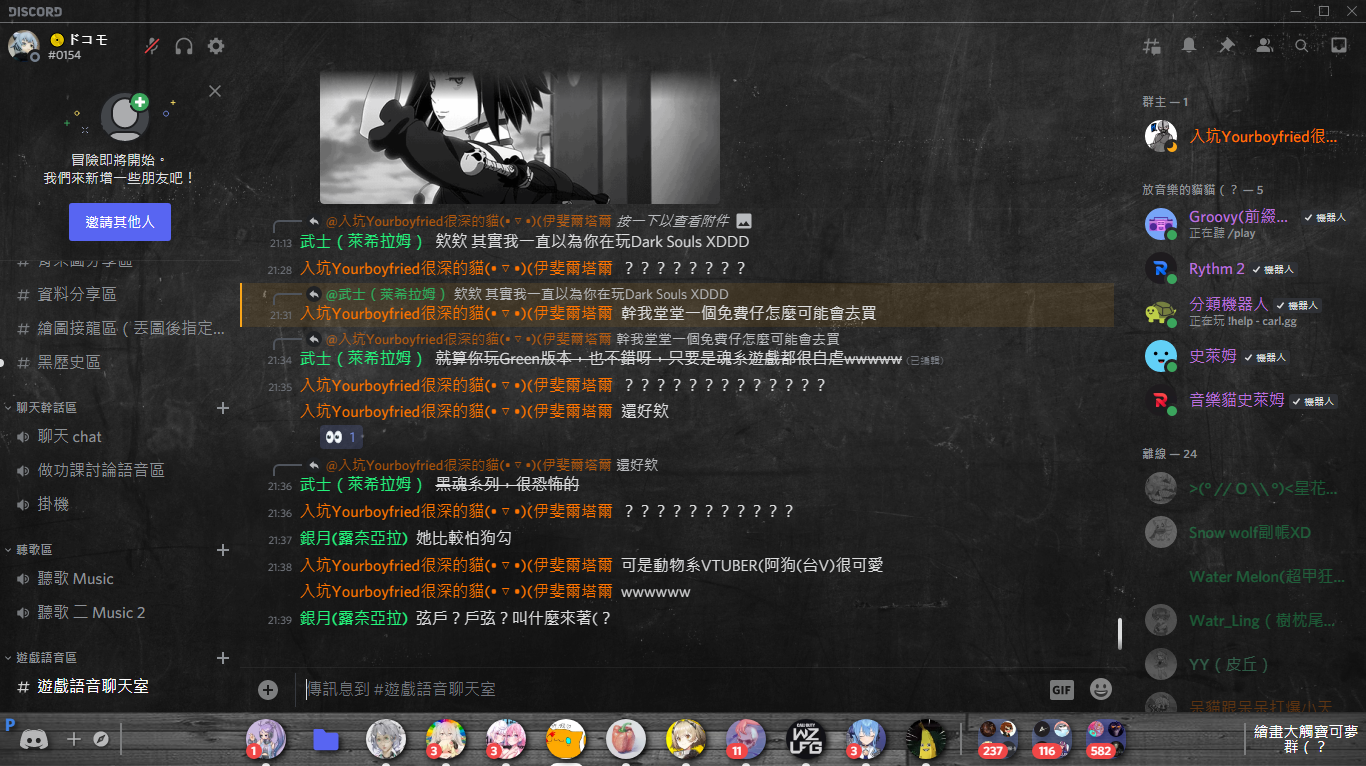 DISCORD
ドコモ
#0154
冒險即將開始。
我們來新增一些朋友吧！
邀請其他人
資料分享區
繪圖接龍區（丟圖後指定...
黑歷史區
聊天幹話區
聊天 chat
做功課討論語音區
掛機
聽歌區
聽歌 Music
聽歌 二 Music 2
遊戲語音區
遊戲語音聊天室
@入坑Yourboyfried很深的貓(•▿•)(伊斐爾塔爾 按一下以查看附件
21:13 武士（萊希拉姆） 欸欸 其實我一直以為你在玩Dark Souls XDDD
21:28 入坑Yourboyfried很深的貓(•▿•)(伊斐爾塔爾 ？？？？？？？？
@武士（萊希拉姆） 欸欸 其實我一直以為你在玩Dark Souls XDDD
21:31 入坑Yourboyfried很深的貓(•▿•)(伊斐爾塔爾 幹我堂堂一個免費仔怎麼可能會去買
@入坑Yourboyfried很深的貓(•▿•)(伊斐爾塔爾 幹我堂堂一個免費仔怎麼可能會去買
21:34 武士（萊希拉姆） 就算你玩Green版本，也不錯呀，只要是魂系遊戲都很自虐wwwww (已編輯)
21:35 入坑Yourboyfried很深的貓(•▿•)(伊斐爾塔爾 ？？？？？？？？？？？？？
入坑Yourboyfried很深的貓(•▿•)(伊斐爾塔爾 還好欸
👀 1
@入坑Yourboyfried很深的貓(•▿•)(伊斐爾塔爾 還好欸
21:36 武士（萊希拉姆） 黑魂系列，很恐怖的
21:36 入坑Yourboyfried很深的貓(•▿•)(伊斐爾塔爾 ？？？？？？？？？？？
21:37 銀月(露奈亞拉) 她比較怕狗勾
21:38 入坑Yourboyfried很深的貓(•▿•)(伊斐爾塔爾 可是動物系VTUBER(阿狗(台V)很可愛
入坑Yourboyfried很深的貓(•▿•)(伊斐爾塔爾 wwwwww
21:39 銀月(露奈亞拉) 弦戶？戶弦？叫什麼來著(？
傳訊息到 #遊戲語音聊天室
GIF
群主 — 1
入坑Yourboyfried很...
放音樂的貓貓（？ — 5
Groovy(前綴... ✓ 機器人
正在聽 /play
Rythm 2 ✓ 機器人
分類機器人 ✓ 機器人
正在玩 !help - carl.gg
史萊姆 ✓ 機器人
音樂貓史萊姆 ✓ 機器人
離線 — 24
>(° // O \\ °)<星花...
Snow wolf副帳XD
Water Melon(超甲狂...
Watr_Ling（樹枕尾...
YY（皮丘）
P
1
3
3
11
CALL OF DUTY
WZ
UFG
3
237
116
582
繪畫大觸寶可夢
群（？